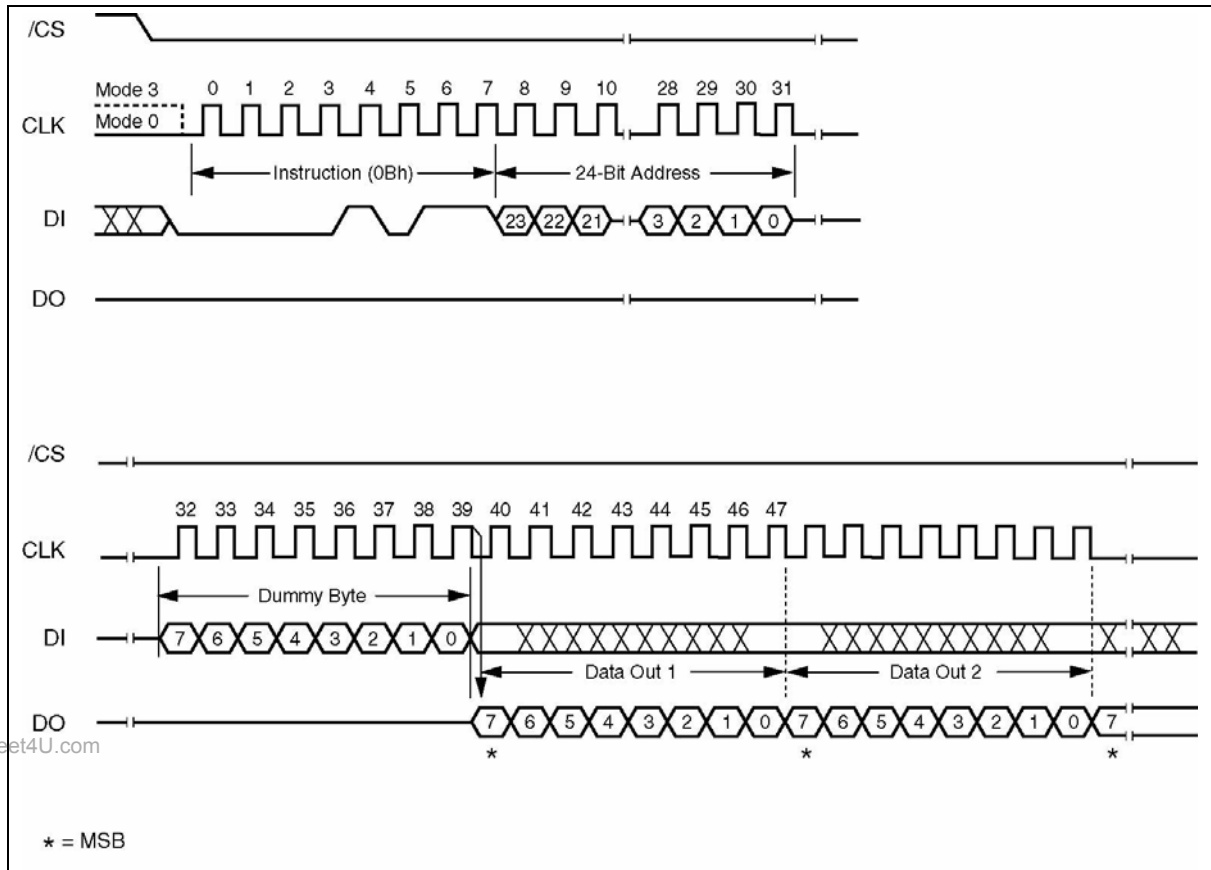 /CS
Mode 3
0 1 2 3 4 5 6 7 8 9 10 28 29 30 31
CLK
Mode 0
Instruction (0Bh)
24-Bit Address
DI
23 22 21 3 2 1 0
DO
/CS
32 33 34 35 36 37 38 39 40 41 42 43 44 45 46 47
CLK
Dummy Byte
DI
7 6 5 4 3 2 1 0
Data Out 1
Data Out 2
DO
7 6 5 4 3 2 1 0 7 6 5 4 3 2 1 0 7
et4U.com
* * *
* = MSB